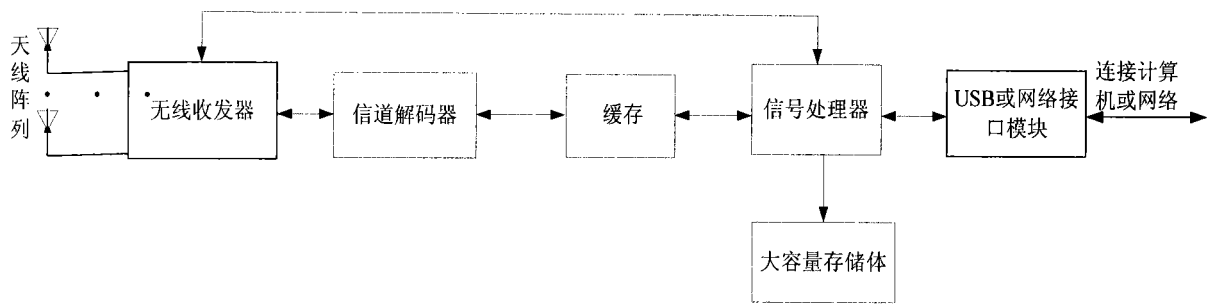 天线阵列
无线收发器
信道解码器
缓存
信号处理器
USB或网络接
口模块
连接计算
机或网络
大容量存储体